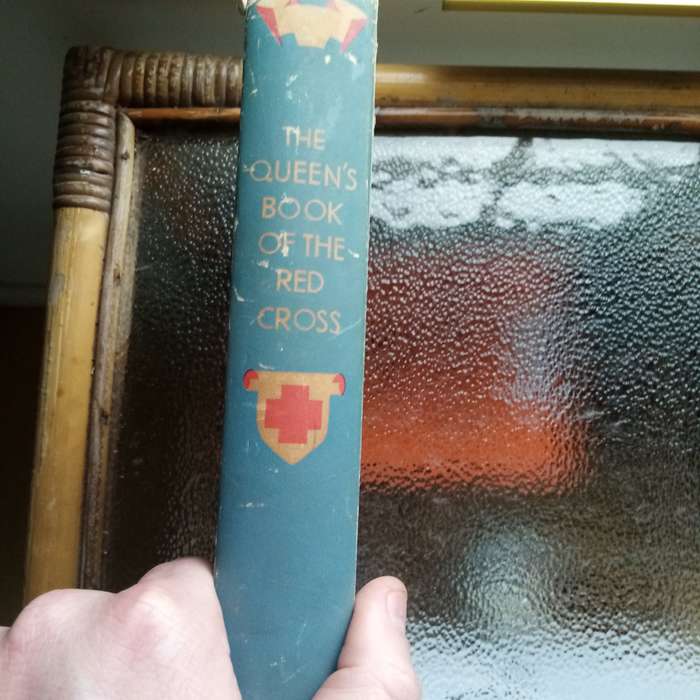 THE
QUEEN'S
BOOK
OF THE
RED
CROSS